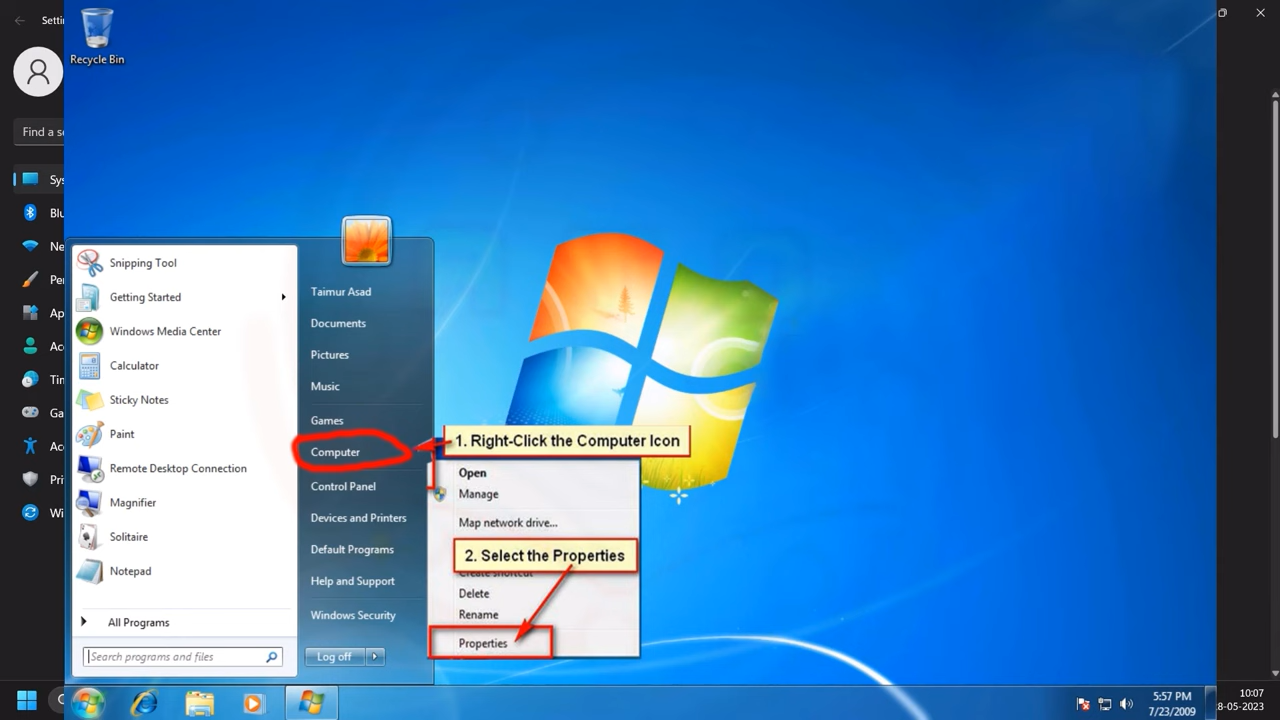 Setti
Recycle Bin
Find a s
Sys
Blu
Ne
Per
Ap
Acc
Tim
Ga
Acc
Pri
Wi
Snipping Tool
Getting Started
Windows Media Center
Calculator
Sticky Notes
Paint
Remote Desktop Connection
Magnifier
Solitaire
Notepad
All Programs
Search programs and files
Taimur Asad
Documents
Pictures
Music
Games
Computer
Control Panel
Devices and Printers
Default Programs
Help and Support
Windows Security
Log off
1. Right-Click the Computer Icon
Open
Manage
Map network drive...
2. Select the Properties
Create shortcut
Delete
Rename
Properties
5:57 PM
7/23/2009
10:07
8-05-2023